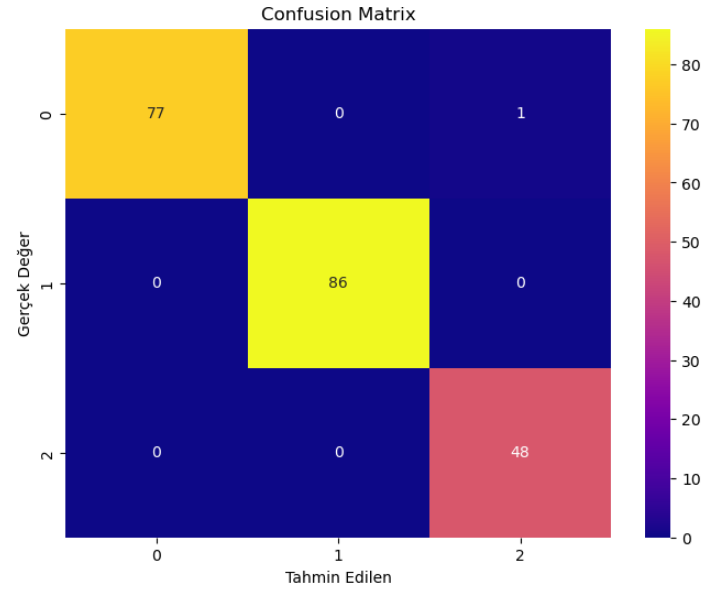 Confusion Matrix
77 0 1
0 86 0
0 0 48
0
1
2
Gerçek Değer
0 1 2
Tahmin Edilen
80
70
60
50
40
30
20
10
0